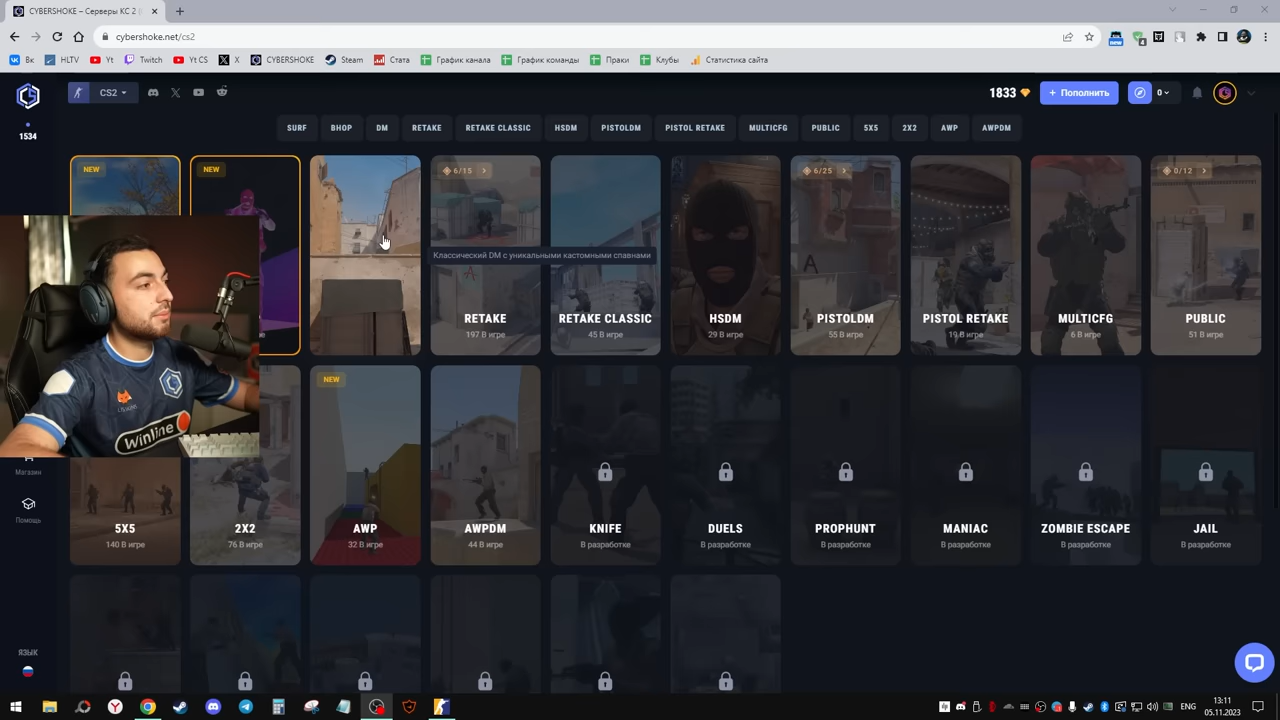 CYBERSHOKE – Серверы КС 2
cybershoke.net/cs2
new
4
Вк
HLTV
Yt
Twitch
Yt CS
X
CYBERSHOKE
Steam
Стата
График канала
График команды
Праки
Клубы
Статистика сайта
CS2
1833
+ Пополнить
0
1534
SURF
BHOP
DM
RETAKE
RETAKE CLASSIC
HSDM
PISTOLDM
PISTOL RETAKE
MULTICFG
PUBLIC
5X5
2X2
AWP
AWPDM
NEW
NEW
6/15
6/25
0/12
Классический DM с уникальными кастомными спавнами
RETAKE
197 В игре
RETAKE CLASSIC
45 В игре
HSDM
29 В игре
PISTOLDM
55 В игре
PISTOL RETAKE
19 В игре
MULTICFG
6 В игре
PUBLIC
51 В игре
Winline
NEW
Магазин
Помощь
5X5
140 В игре
2X2
76 В игре
AWP
32 В игре
AWPDM
44 В игре
KNIFE
В разработке
DUELS
В разработке
PROPHUNT
В разработке
MANIAC
В разработке
ZOMBIE ESCAPE
В разработке
JAIL
В разработке
ЯЗЫК
ENG
13:11
05.11.2023